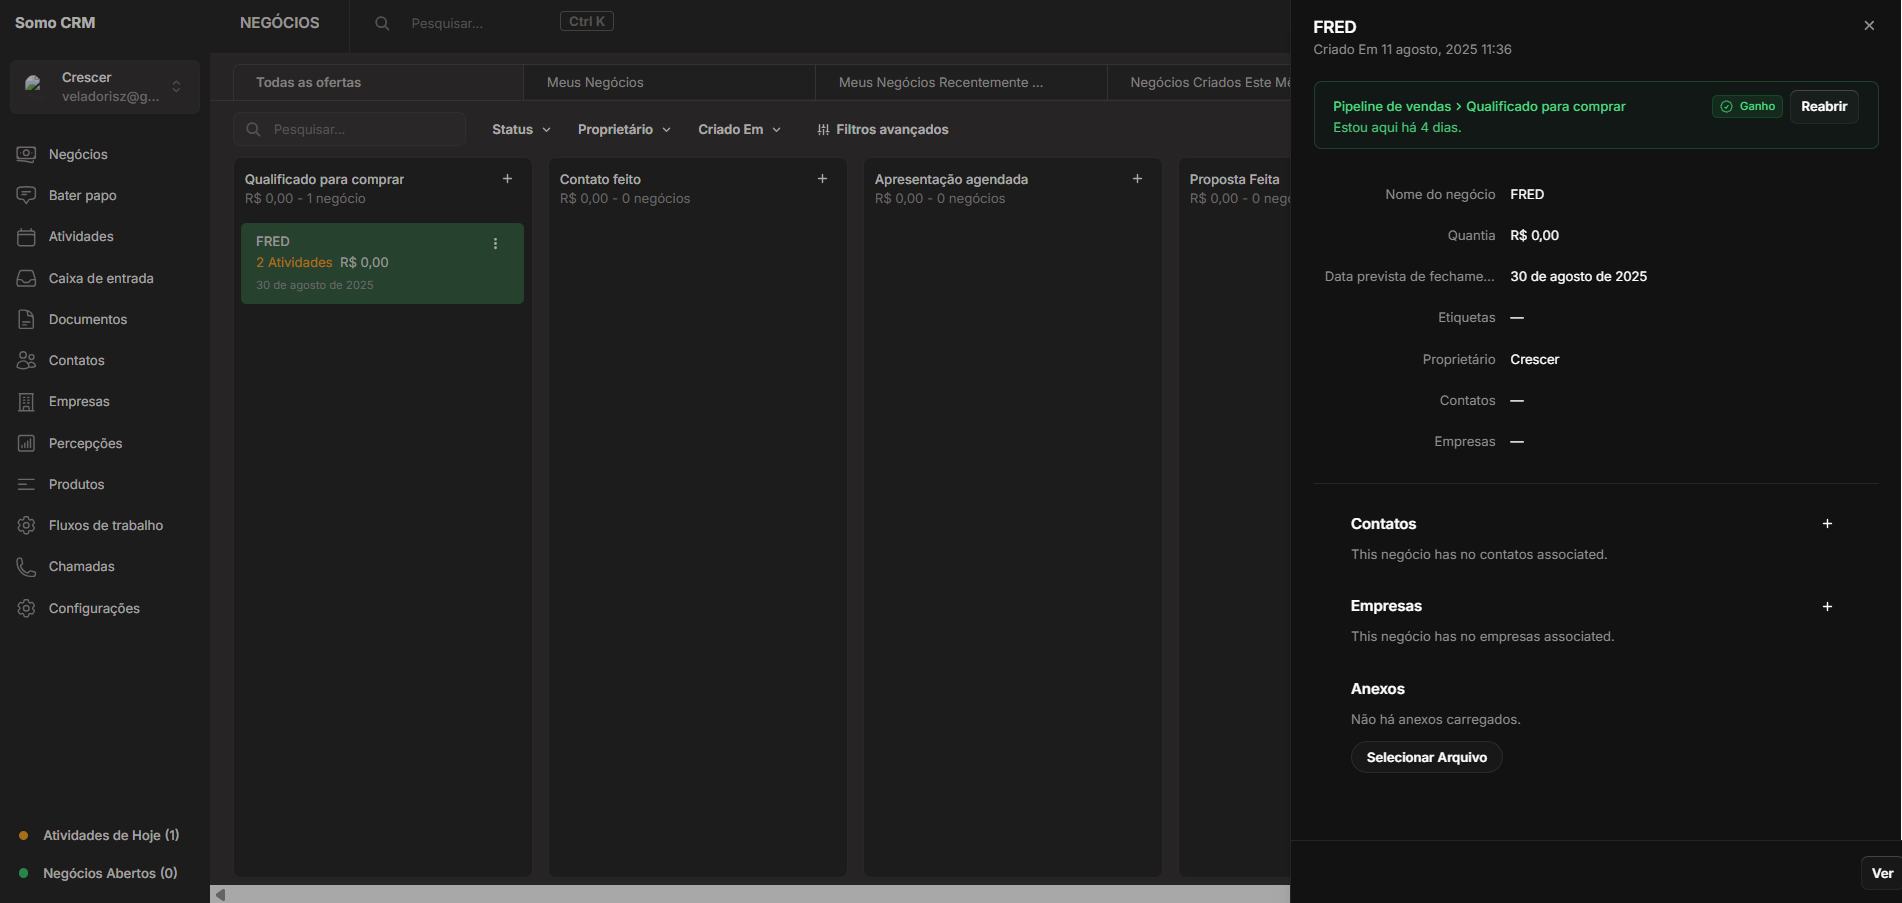 Somo CRM
Crescer
veladorisz@g...
Negócios
Bater papo
Atividades
Caixa de entrada
Documentos
Contatos
Empresas
Percepções
Produtos
Fluxos de trabalho
Chamadas
Configurações
Atividades de Hoje (1)
Negócios Abertos (0)
NEGÓCIOS
Pesquisar...
Ctrl K
Todas as ofertas
Meus Negócios
Meus Negócios Recentemente ...
Negócios Criados Este Mê
Pesquisar...
Status
Proprietário
Criado Em
Filtros avançados
Qualificado para comprar
R$ 0,00 - 1 negócio
FRED
2 Atividades R$ 0,00
30 de agosto de 2025
Contato feito
R$ 0,00 - 0 negócios
Apresentação agendada
R$ 0,00 - 0 negócios
Proposta Feita
R$ 0,00 - 0 negó
FRED
Criado Em 11 agosto, 2025 11:36
Pipeline de vendas > Qualificado para comprar
Estou aqui há 4 dias.
Ganho
Reabrir
Nome do negócio FRED
Quantia R$ 0,00
Data prevista de fechame... 30 de agosto de 2025
Etiquetas —
Proprietário Crescer
Contatos —
Empresas —
Contatos
This negócio has no contatos associated.
Empresas
This negócio has no empresas associated.
Anexos
Não há anexos carregados.
Selecionar Arquivo
Ver